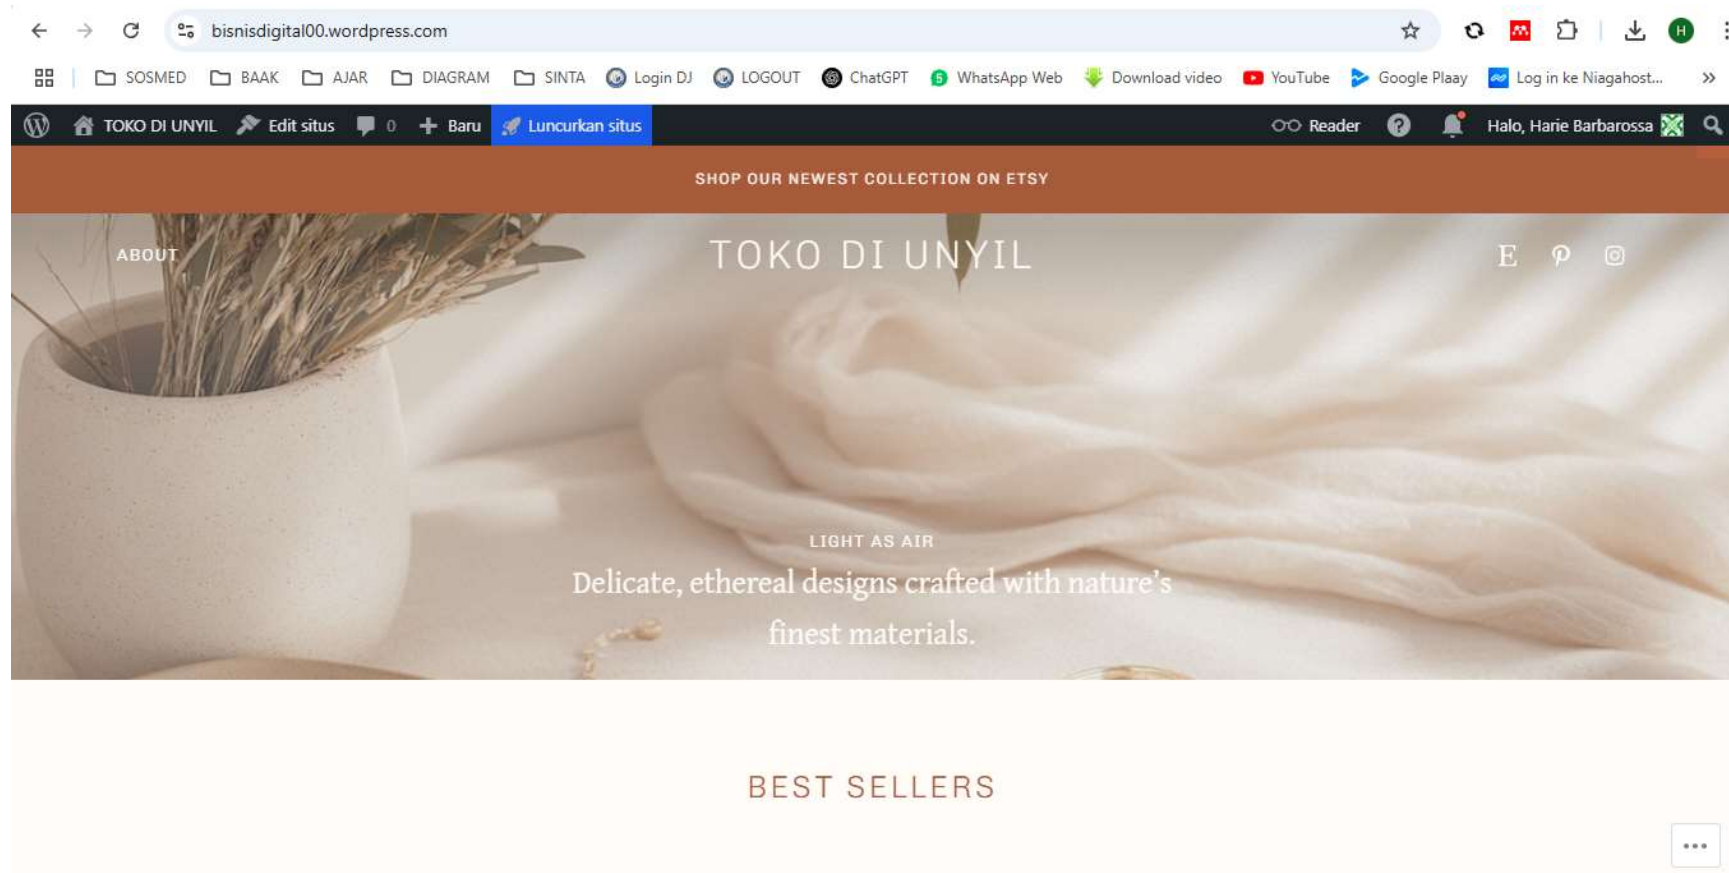 bisnisdigital00.wordpress.com
H
SOSMED BAAK AJAR DIAGRAM SINTA Login DJ LOGOUT ChatGPT WhatsApp Web Download video YouTube Google Plaay Log in ke Niagahost... »
TOKO DI UNYIL Edit situs 0 + Baru Luncurkan situs Reader Halo, Harie Barbarossa
SHOP OUR NEWEST COLLECTION ON ETSY
ABOUT TOKO DI UNYIL E
LIGHT AS AIR
Delicate, ethereal designs crafted with nature's
finest materials.
BEST SELLERS